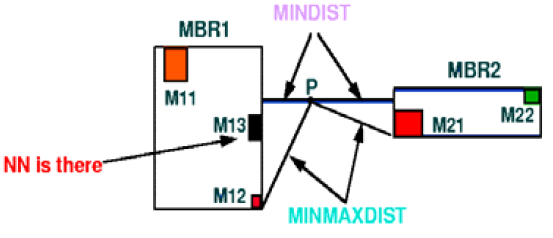 MINDIST
MBR1
MBR2
P
M11
M22
M13
M21
NN is there
M12
MINMAXDIST